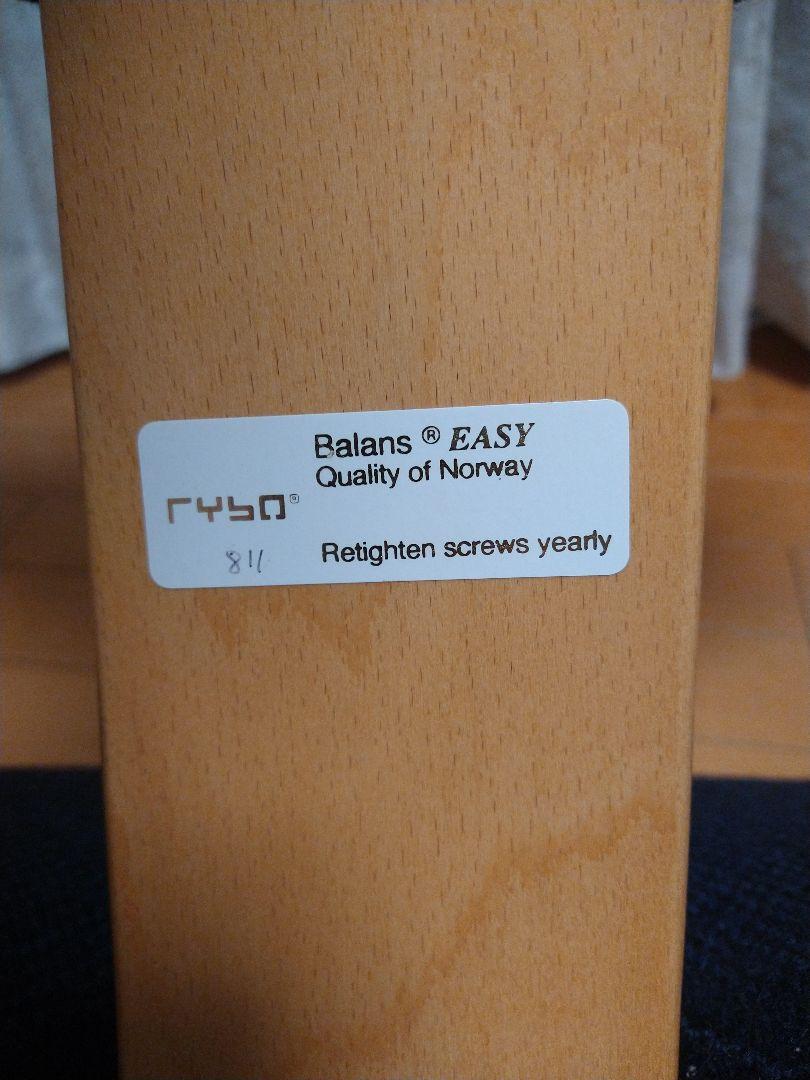 Balans ® EASY
Quality of Norway
rybo®
Retighten screws yearly
811